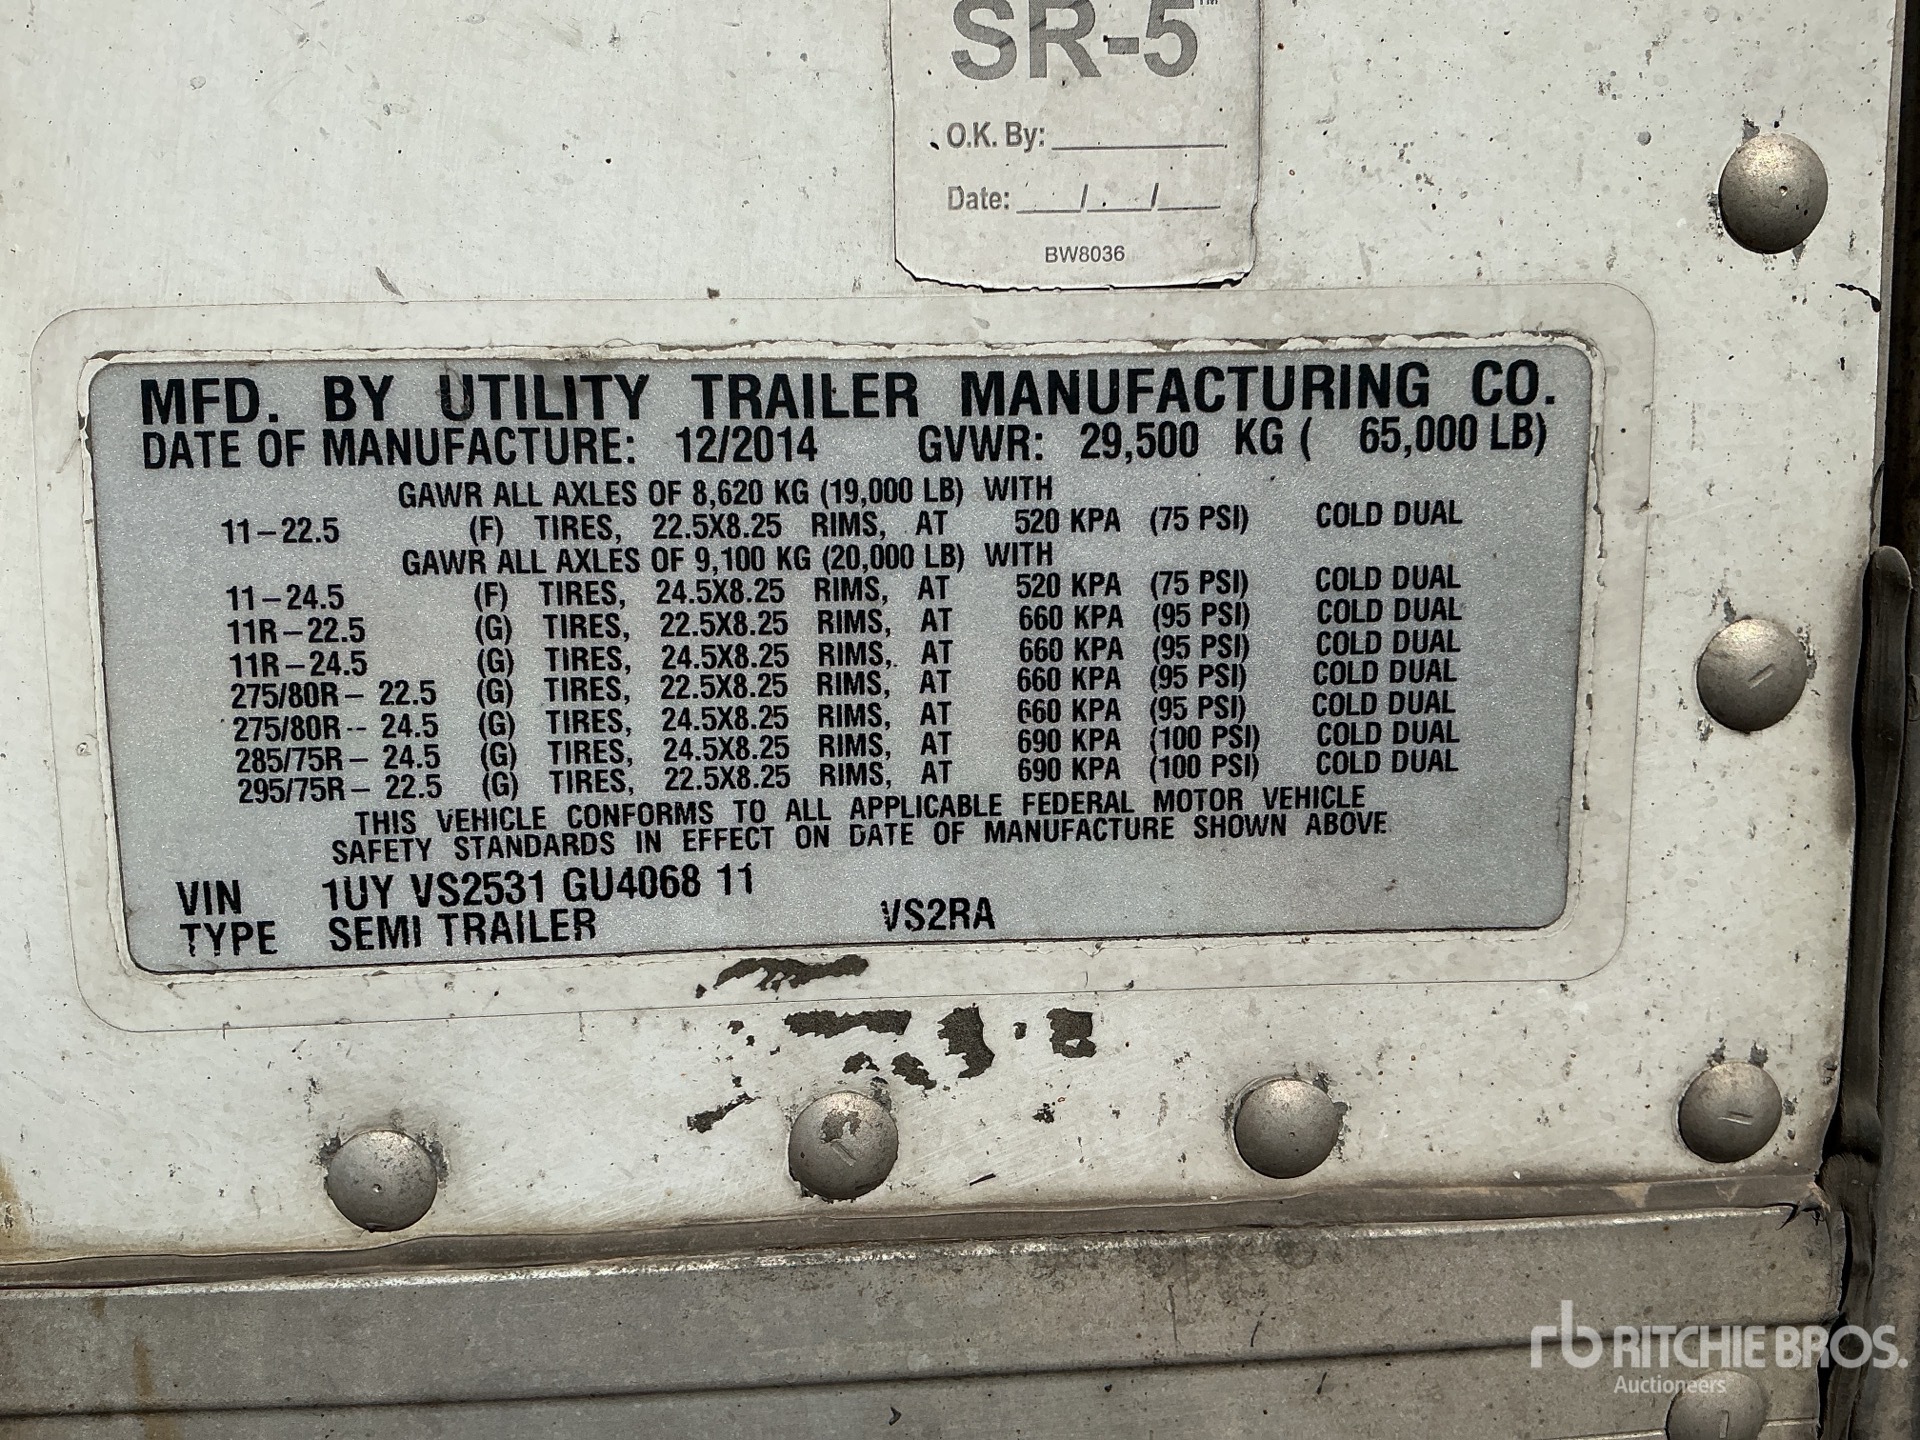 SR-5™
O.K. By: ____________
Date: ____/____/____
BW8036
MFD. BY UTILITY TRAILER MANUFACTURING CO.
DATE OF MANUFACTURE: 12/2014 GVWR: 29,500 KG ( 65,000 LB)
GAWR ALL AXLES OF 8,620 KG (19,000 LB) WITH
11-22.5 (F) TIRES, 22.5X8.25 RIMS, AT 520 KPA (75 PSI) COLD DUAL
GAWR ALL AXLES OF 9,100 KG (20,000 LB) WITH
11-24.5 (F) TIRES, 24.5X8.25 RIMS, AT 520 KPA (75 PSI) COLD DUAL
11R-22.5 (G) TIRES, 22.5X8.25 RIMS, AT 660 KPA (95 PSI) COLD DUAL
11R-24.5 (G) TIRES, 24.5X8.25 RIMS, AT 660 KPA (95 PSI) COLD DUAL
275/80R- 22.5 (G) TIRES, 22.5X8.25 RIMS, AT 660 KPA (95 PSI) COLD DUAL
275/80R- 24.5 (G) TIRES, 24.5X8.25 RIMS, AT 660 KPA (95 PSI) COLD DUAL
285/75R- 24.5 (G) TIRES, 24.5X8.25 RIMS, AT 690 KPA (100 PSI) COLD DUAL
295/75R- 22.5 (G) TIRES, 22.5X8.25 RIMS, AT 690 KPA (100 PSI) COLD DUAL
THIS VEHICLE CONFORMS TO ALL APPLICABLE FEDERAL MOTOR VEHICLE
SAFETY STANDARDS IN EFFECT ON DATE OF MANUFACTURE SHOWN ABOVE
VIN 1UY VS2531 GU4068 11
TYPE SEMI TRAILER VS2RA
rb RITCHIE BROS.
Auctioneers